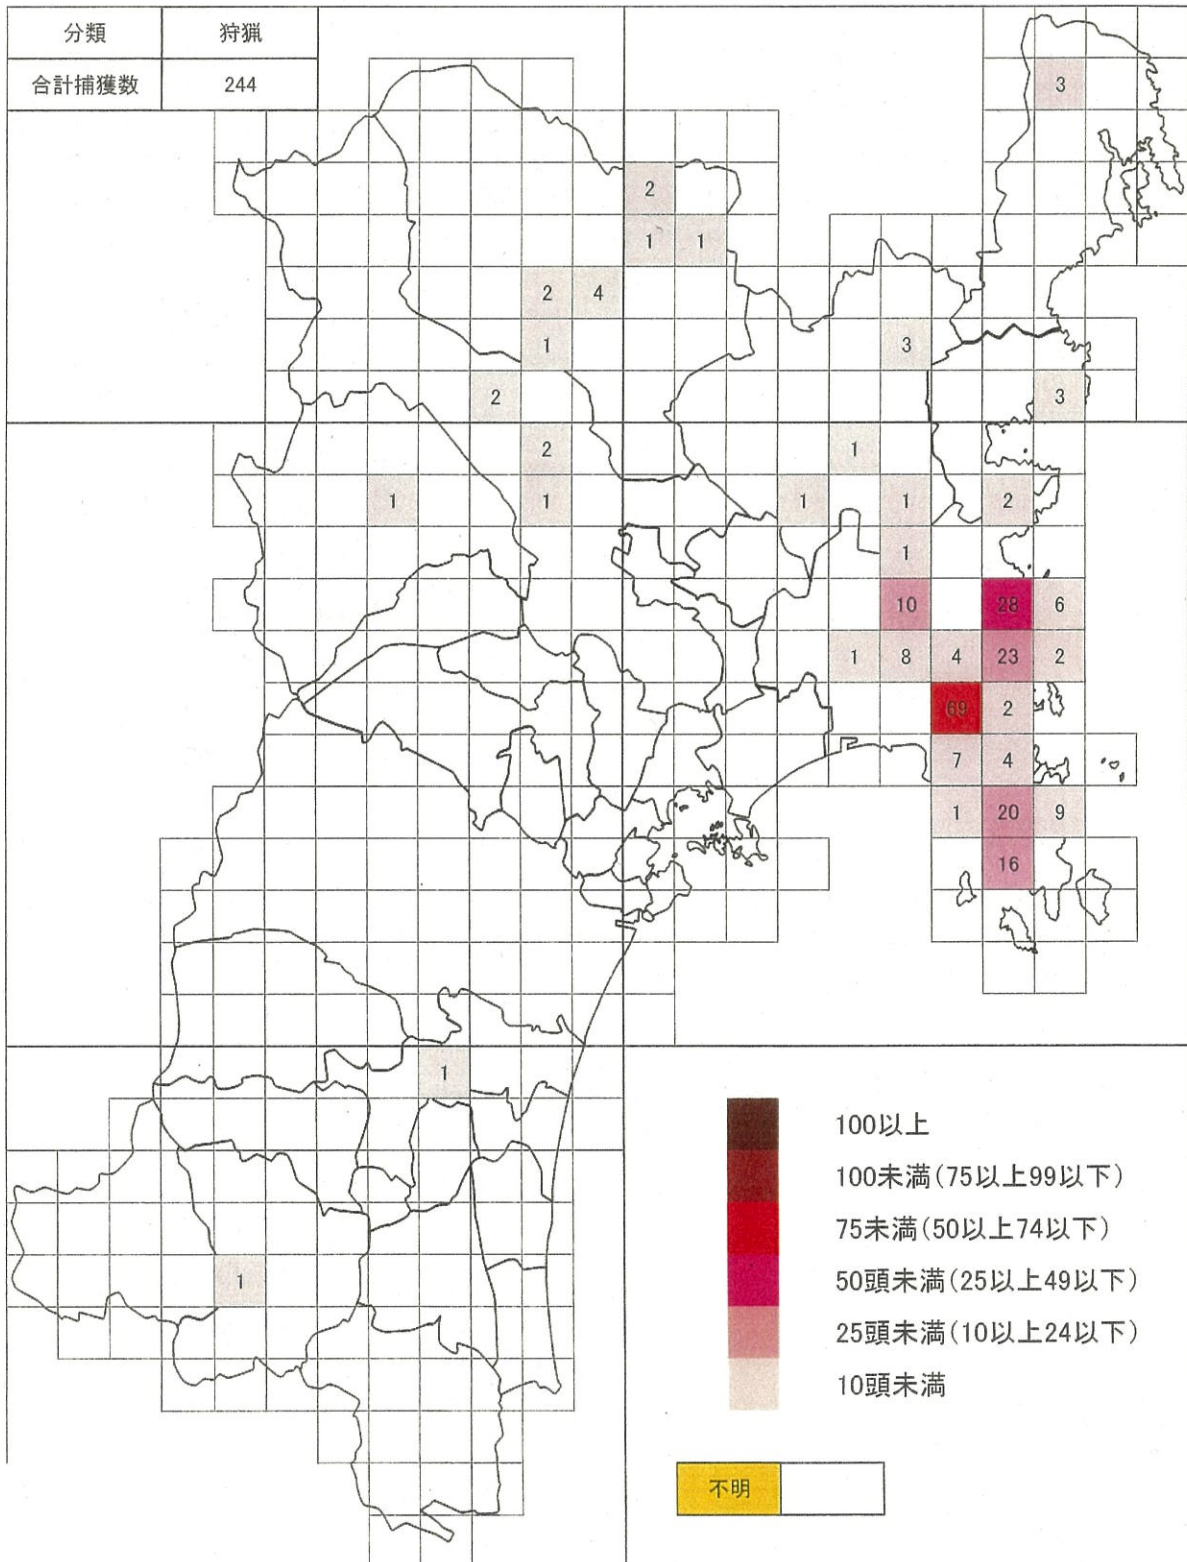 分類 狩猟
合計捕獲数 244
3
2
1 1
2 4
1 3
2 3
2 1
1 1 1 1 2
1
10 28 6
1 8 4 23 2
69 2
7 4
1 20 9
16
1
100以上
100未満(75以上99以下)
75未満(50以上74以下)
1 50頭未満(25以上49以下)
25頭未満(10以上24以下)
10頭未満
不明